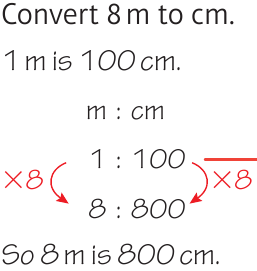 Convert 8 m to cm.
1 m is 100 cm.
m : cm
1 : 100
×8 ×8
8 : 800
So 8 m is 800 cm.